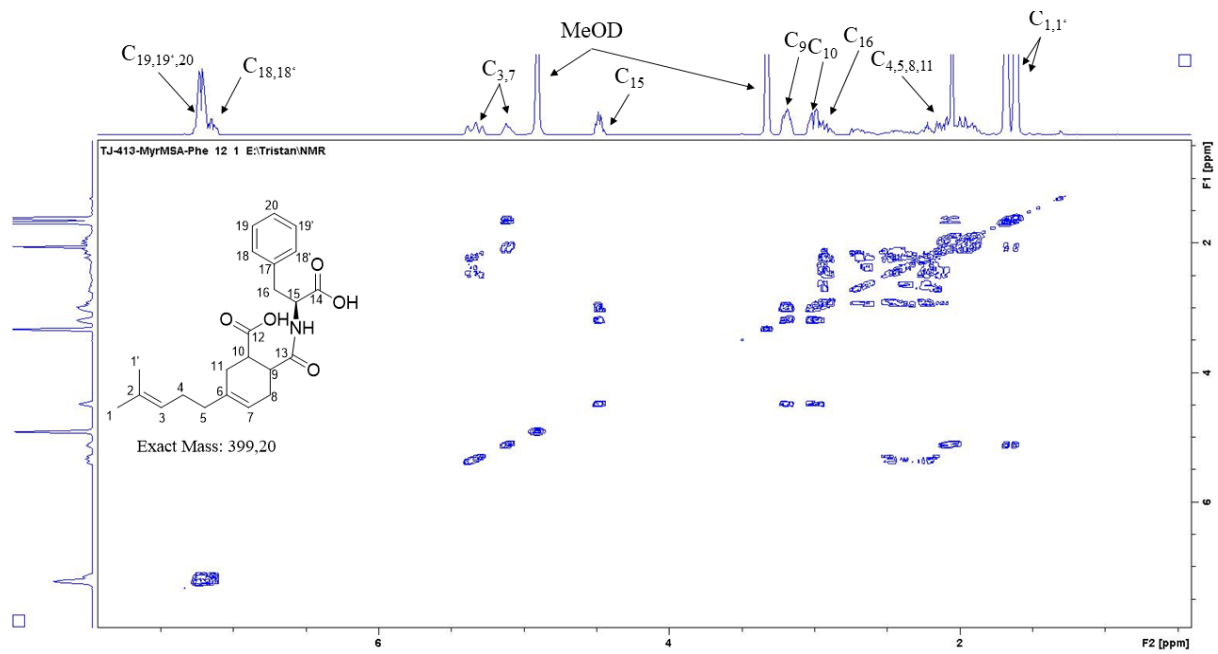 MeOD
C19,19‘,20
C18,18‘
C3,7
C15
C9
C10
C16
C4,5,8,11
C1,1‘
TJ-413-MyrMSA-Phe 12 1 E:\Tristan\NMR
F1 [ppm]
20
19
19'
18
18'
17
16
15
14
O
OH
O
OH
12
N
H
1'
10
13
O
11
9
2
4
6
8
1
3
5
7
Exact Mass: 399,20
2
4
6
6
4
2
F2 [ppm]